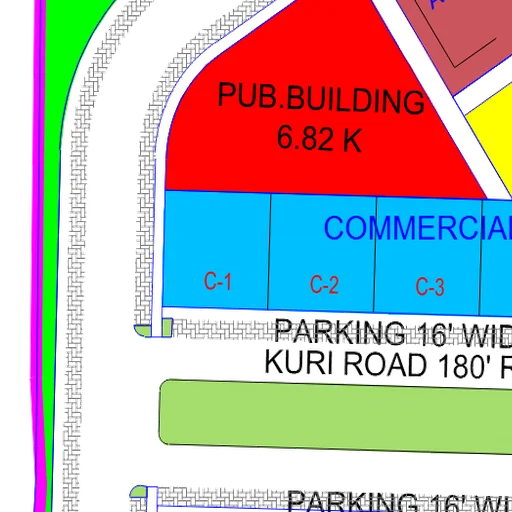 PUB.BUILDING
6.82 K
COMMERCIAL
C-1
C-2
C-3
PARKING 16' WID
KURI ROAD 180' R
PARKING 16' WI